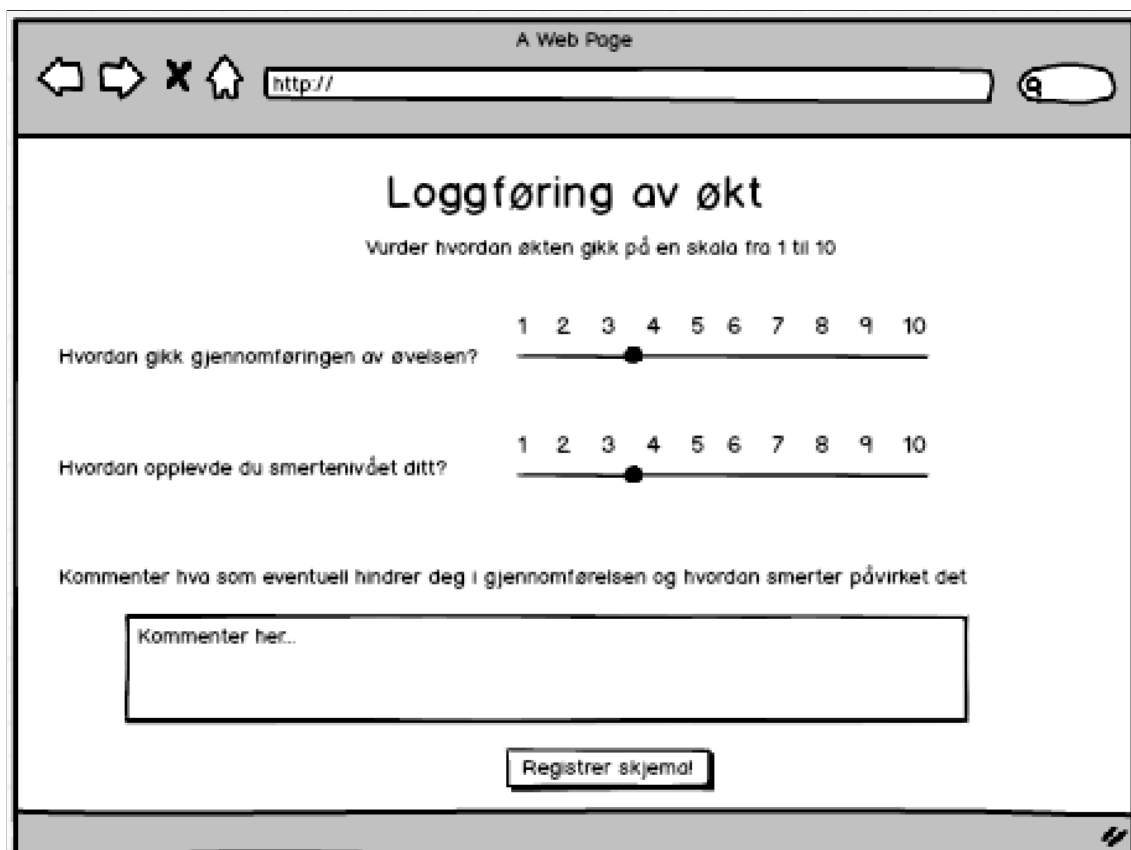 A Web Page
http://
Loggføring av økt
Vurder hvordan økten gikk på en skala fra 1 til 10
1 2 3 4 5 6 7 8 9 10
Hvordan gikk gjennomføringen av øvelsen?
1 2 3 4 5 6 7 8 9 10
Hvordan opplevde du smertenivået ditt?
Kommenter hva som eventuell hindrer deg i gjennomførelsen og hvordan smerter påvirket det
Kommenter her...
Registrer skjema!